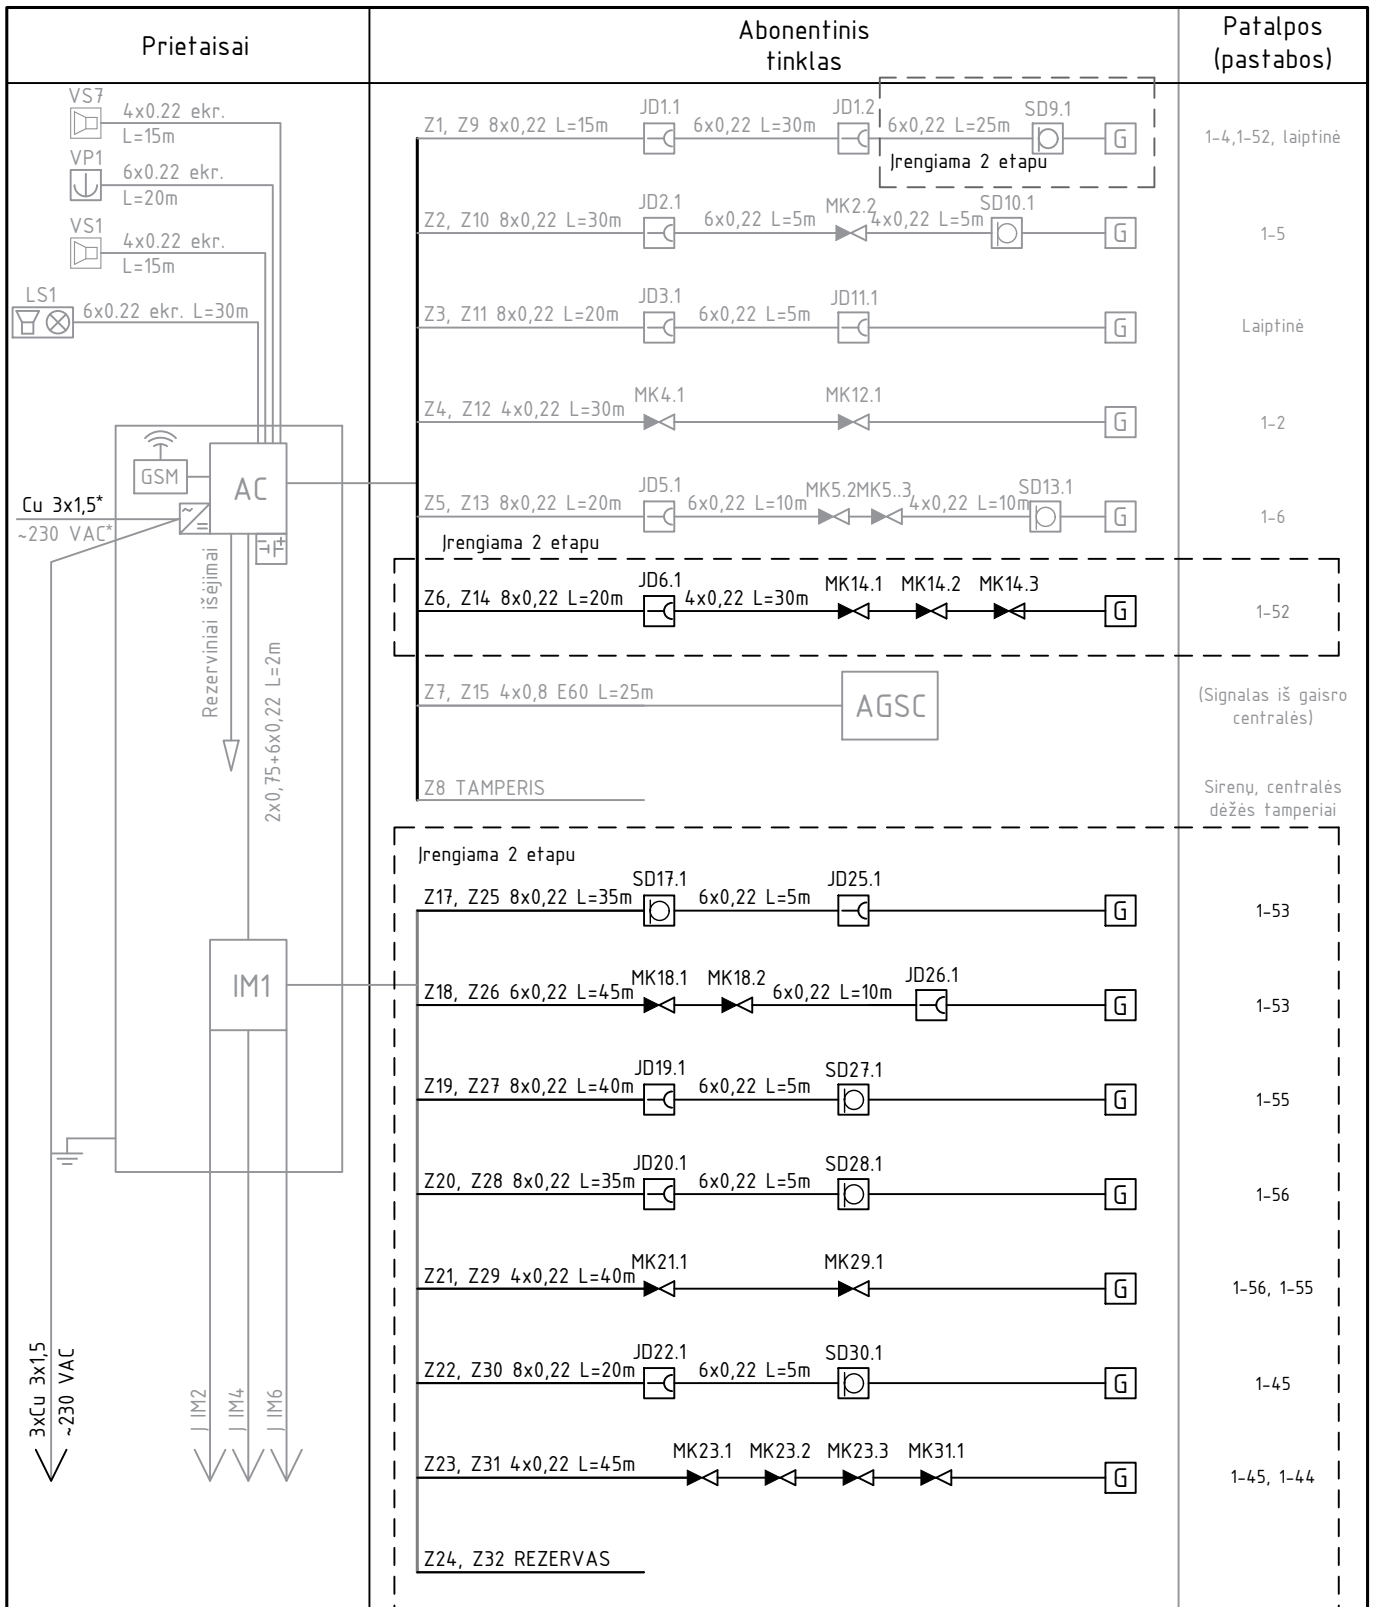 Prietaisai
Abonentinis
tinklas
Patalpos
(pastabos)
VS7
4x0.22 ekr.
L=15m
VP1
6x0.22 ekr.
L=20m
VS1
4x0.22 ekr.
L=15m
LS1
6x0.22 ekr. L=30m
GSM
AC
Cu 3x1,5*
~230 VAC*
Rezerviniai išėjimai
2x0,75+6x0,22 L=2m
IM1
3xCu 3x1,5
~230 VAC
Į IM2
Į IM4
Į IM6
Z1, Z9 8x0,22 L=15m
JD1.1
6x0,22 L=30m
JD1.2
6x0,22 L=25m
SD9.1
G
Įrengiama 2 etapu
1-4,1-52, laiptinė
Z2, Z10 8x0,22 L=30m
JD2.1
6x0,22 L=5m
MK2.2
4x0,22 L=5m
SD10.1
G
1-5
Z3, Z11 8x0,22 L=20m
JD3.1
6x0,22 L=5m
JD11.1
G
Laiptinė
Z4, Z12 4x0,22 L=30m
MK4.1
MK12.1
G
1-2
Z5, Z13 8x0,22 L=20m
JD5.1
6x0,22 L=10m
MK5.2
MK5..3
4x0,22 L=10m
SD13.1
G
1-6
Įrengiama 2 etapu
Z6, Z14 8x0,22 L=20m
JD6.1
4x0,22 L=30m
MK14.1
MK14.2
MK14.3
G
1-52
Z7, Z15 4x0,8 E60 L=25m
AGSC
(Signalas iš gaisro
centralės)
Z8 TAMPERIS
Sirenų, centralės
dėžės tamperiai
Įrengiama 2 etapu
Z17, Z25 8x0,22 L=35m
SD17.1
6x0,22 L=5m
JD25.1
G
1-53
Z18, Z26 6x0,22 L=45m
MK18.1
MK18.2
6x0,22 L=10m
JD26.1
G
1-53
Z19, Z27 8x0,22 L=40m
JD19.1
6x0,22 L=5m
SD27.1
G
1-55
Z20, Z28 8x0,22 L=35m
JD20.1
6x0,22 L=5m
SD28.1
G
1-56
Z21, Z29 4x0,22 L=40m
MK21.1
MK29.1
G
1-56, 1-55
Z22, Z30 8x0,22 L=20m
JD22.1
6x0,22 L=5m
SD30.1
G
1-45
Z23, Z31 4x0,22 L=45m
MK23.1
MK23.2
MK23.3
MK31.1
G
1-45, 1-44
Z24, Z32 REZERVAS